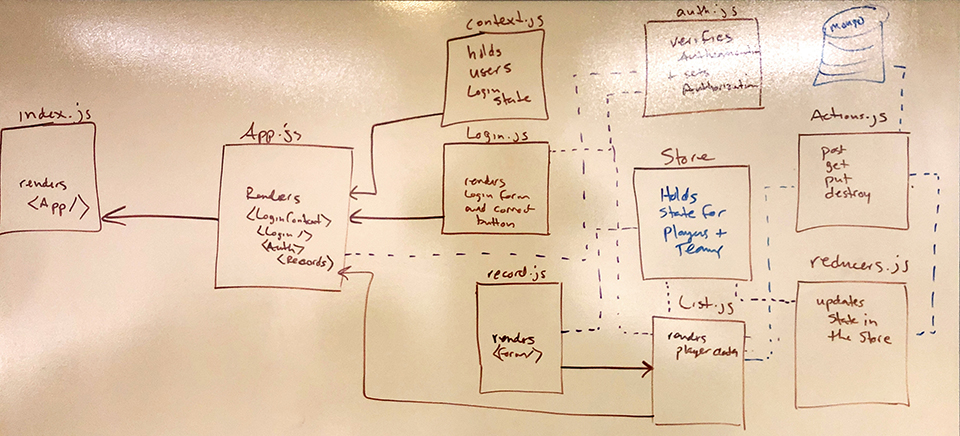 index.js
renders
<App/>
App.js
Renders
<LoginContext>
<Login/>
<Auth>
<Records>
context.js
holds
users
Login
state
Login.js
renders
Login form
and correct
button
record.js
renders
<Form/>
auth.js
verifies
Authentication
+ sets
Authorization
Store
Holds
State for
players +
Teams
List.js
renders
player data
mongo
Actions.js
post
get
put
destroy
reducers.js
updates
state in
the Store